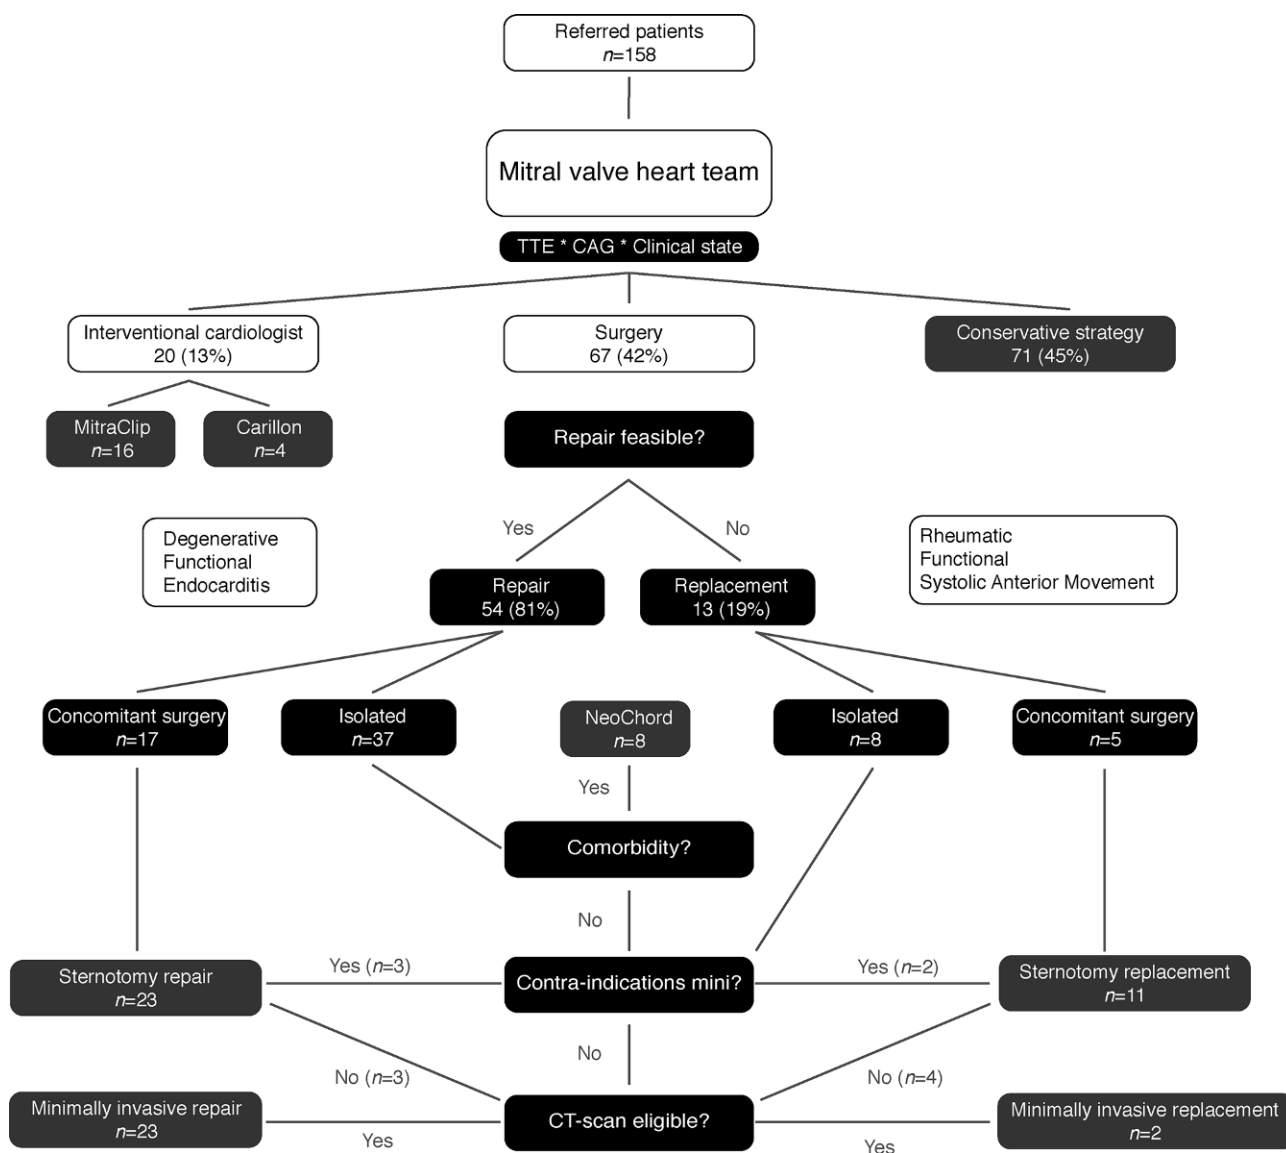 Referred patients
n=158
Mitral valve heart team
TTE * CAG * Clinical state
Interventional cardiologist
20 (13%)
Surgery
67 (42%)
Conservative strategy
71 (45%)
MitraClip
n=16
Carillon
n=4
Repair feasible?
Yes
No
Degenerative
Functional
Endocarditis
Rheumatic
Functional
Systolic Anterior Movement
Repair
54 (81%)
Replacement
13 (19%)
Concomitant surgery
n=17
Isolated
n=37
NeoChord
n=8
Isolated
n=8
Concomitant surgery
n=5
Yes
Comorbidity?
No
Sternotomy repair
n=23
Yes (n=3)
Contra-indications mini?
Yes (n=2)
Sternotomy replacement
n=11
No
No (n=3)
No (n=4)
Minimally invasive repair
n=23
Yes
CT-scan eligible?
Yes
Minimally invasive replacement
n=2